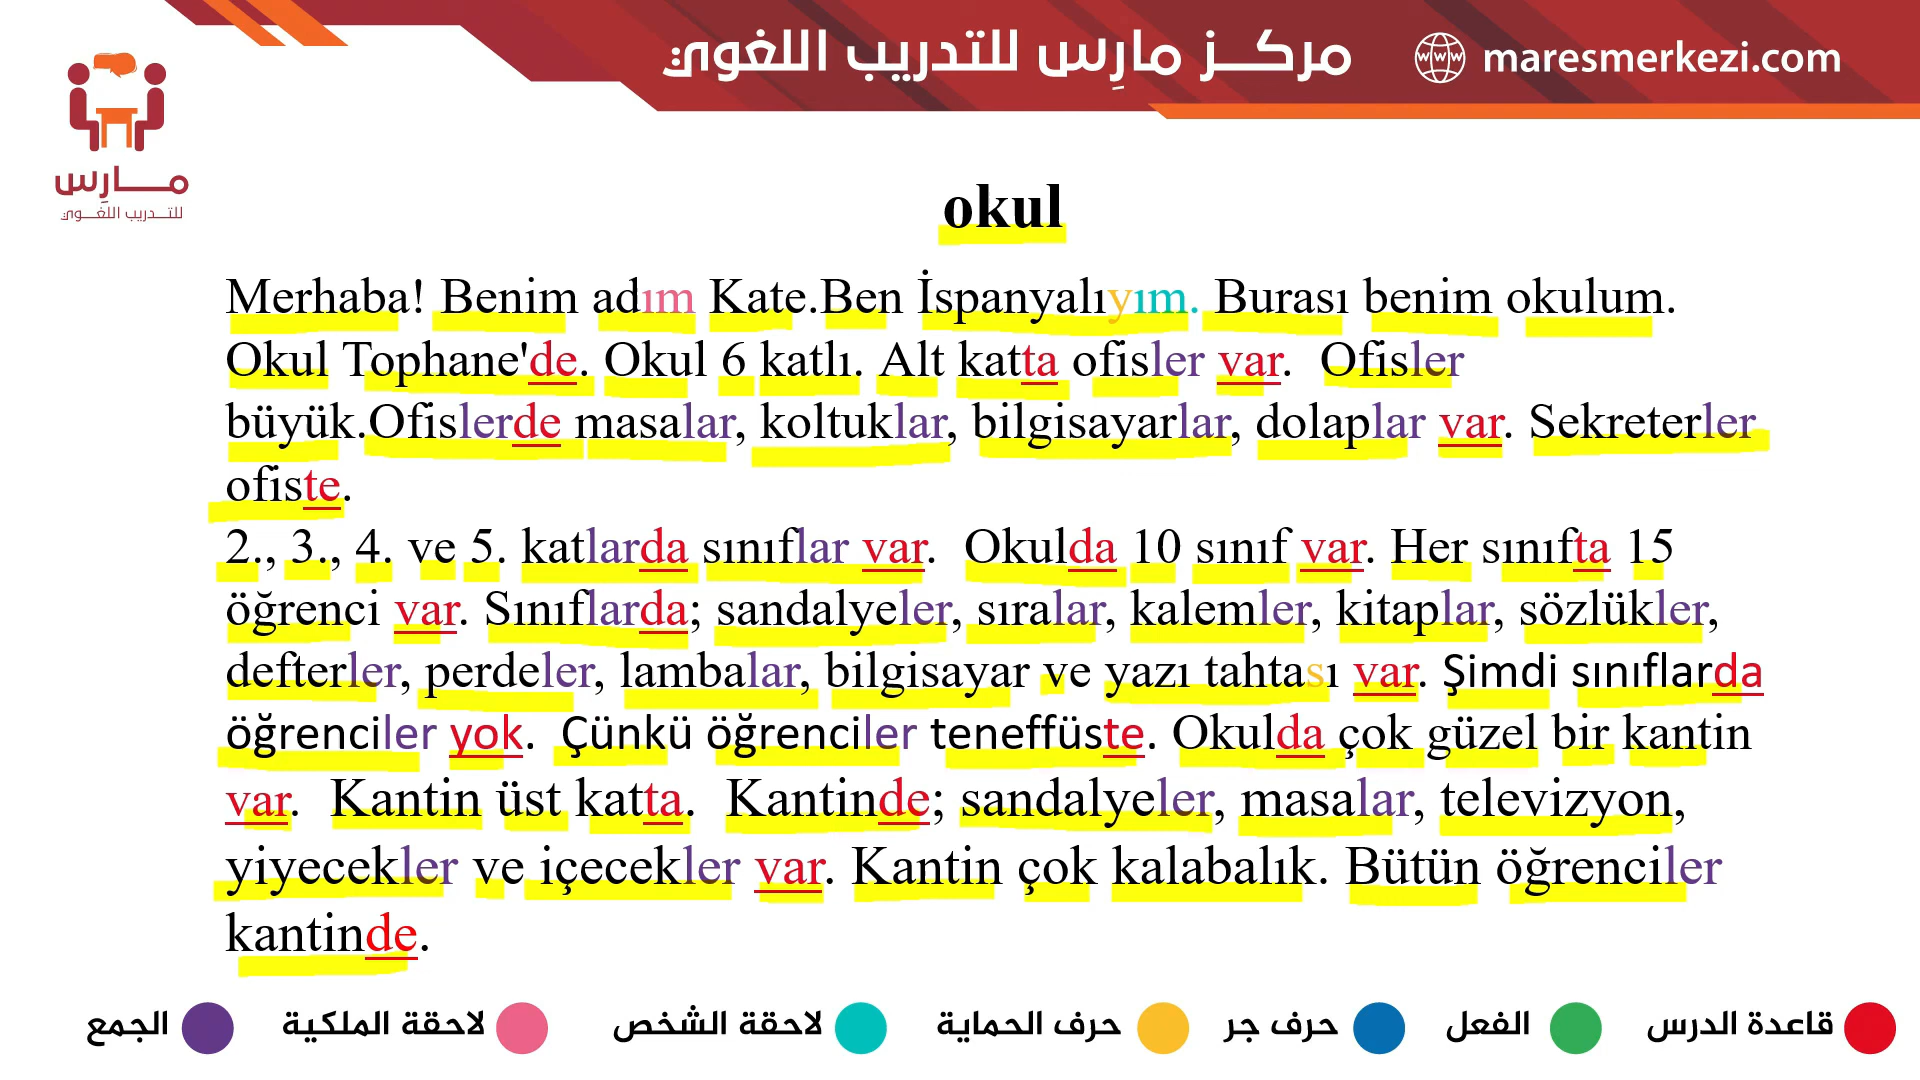 مركـــز مارِس للتدريب اللغوي
www
maresmerkezi.com
مـــارِس
للتـــدريب اللغـــوي
okul
Merhaba! Benim adım Kate.Ben İspanyalıyım. Burası benim okulum.
Okul Tophane'de. Okul 6 katlı. Alt katta ofisler var. Ofisler
büyük.Ofislerde masalar, koltuklar, bilgisayarlar, dolaplar var. Sekreterler
ofiste.
2., 3., 4. ve 5. katlarda sınıflar var. Okulda 10 sınıf var. Her sınıfta 15
öğrenci var. Sınıflarda; sandalyeler, sıralar, kalemler, kitaplar, sözlükler,
defterler, perdeler, lambalar, bilgisayar ve yazı tahtası var. Şimdi sınıflarda
öğrenciler yok. Çünkü öğrenciler teneffüste. Okulda çok güzel bir kantin
var. Kantin üst katta. Kantinde; sandalyeler, masalar, televizyon,
yiyecekler ve içecekler var. Kantin çok kalabalık. Bütün öğrenciler
kantinde.
قاعدة الدرس
الفعل
حرف جر
حرف الحماية
لاحقة الشخص
لاحقة الملكية
الجمع